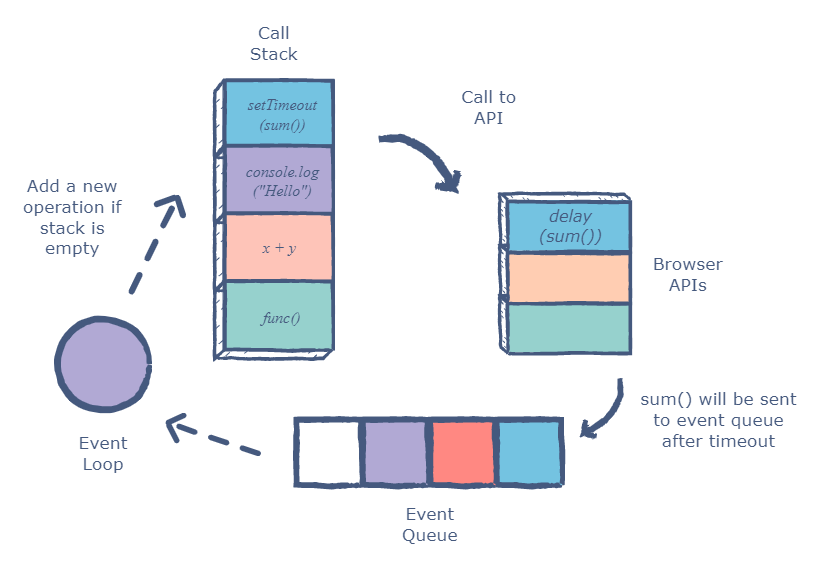 Call
Stack
setTimeout
(sum())
console.log
("Hello")
x + y
func()
Call to
API
delay
(sum())
Browser
APIs
Add a new
operation if
stack is
empty
Event
Loop
sum() will be sent
to event queue
after timeout
Event
Queue